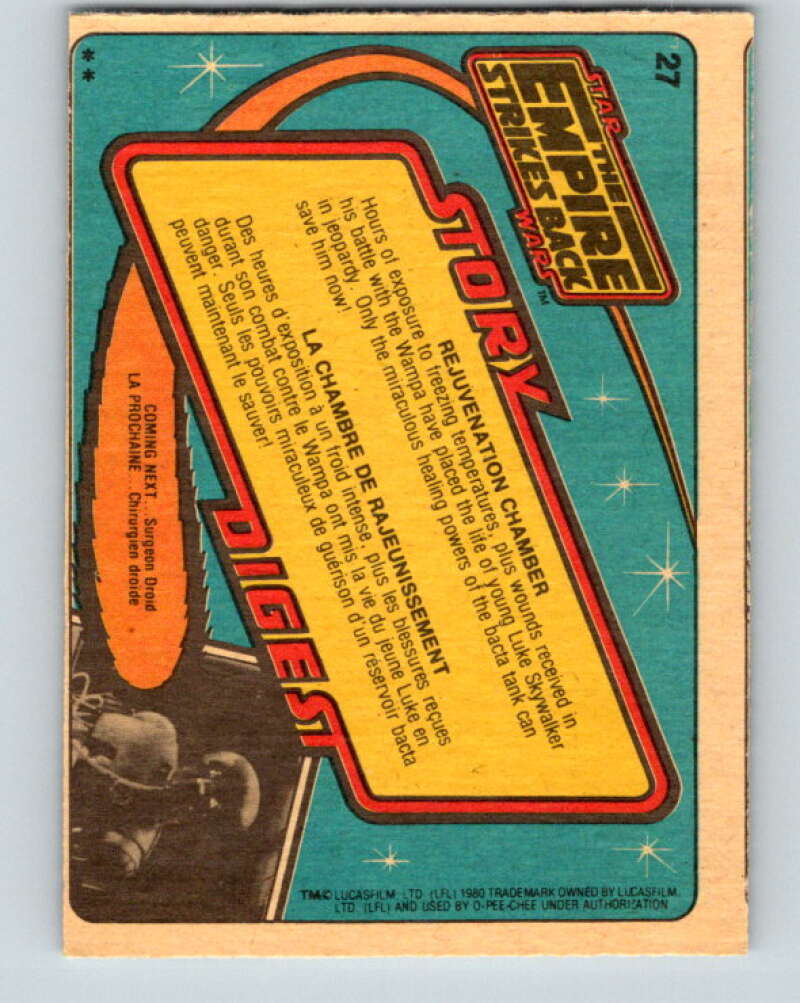 27
STAR
THE
EMPIRE
STRIKES BACK
WARS™
STORY
REJUVENATION CHAMBER
Hours of exposure to freezing temperatures, plus wounds received in
his battle with the Wampa have placed the life of young Luke Skywalker
in jeopardy. Only the miraculous healing powers of the bacta tank can
save him now!
LA CHAMBRE DE RAJEUNISSEMENT
Des heures d'exposition à un froid intense, plus les blessures reçues
durant son combat contre le Wampa ont mis la vie du jeune Luke en
danger. Seuls les pouvoirs miraculeux de guérison d'un réservoir bacta
peuvent maintenant le sauver!
DIGEST
COMING NEXT... Surgeon Droid
LA PROCHAINE... Chirurgien droide
**
TM© LUCASFILM, LTD. (LFL) 1980 TRADEMARK OWNED BY LUCASFILM,
LTD. (LFL) AND USED BY O-PEE-CHEE UNDER AUTHORIZATION